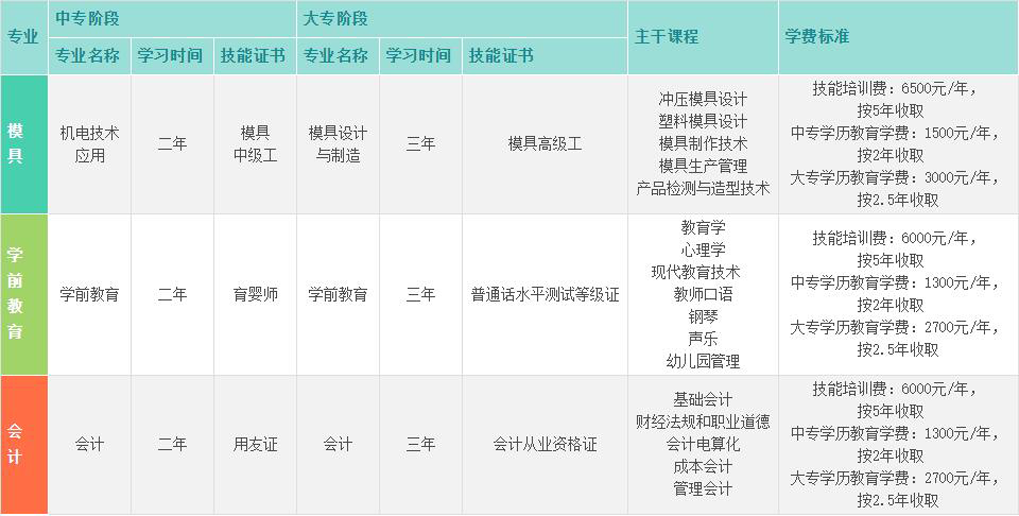 专业
中专阶段
大专阶段
主干课程
学费标准
专业名称
学习时间
技能证书
专业名称
学习时间
技能证书
模
具
机电技术
应用
二年
模具
中级工
模具设计
与制造
三年
模具高级工
冲压模具设计
塑料模具设计
模具制作技术
模具生产管理
产品检测与造型技术
技能培训费：6500元/年，
按5年收取
中专学历教育学费：1500元/年，
按2年收取
大专学历教育学费：3000元/年，
按2.5年收取
学
前
教
育
学前教育
二年
育婴师
学前教育
三年
普通话水平测试等级证
教育学
心理学
现代教育技术
教师口语
钢琴
声乐
幼儿园管理
技能培训费：6000元/年，
按5年收取
中专学历教育学费：1300元/年，
按2年收取
大专学历教育学费：2700元/年，
按2.5年收取
会
计
会计
二年
用友证
会计
三年
会计从业资格证
基础会计
财经法规和职业道德
会计电算化
成本会计
管理会计
技能培训费：6000元/年，
按5年收取
中专学历教育学费：1300元/年，
按2年收取
大专学历教育学费：2700元/年，
按2.5年收取